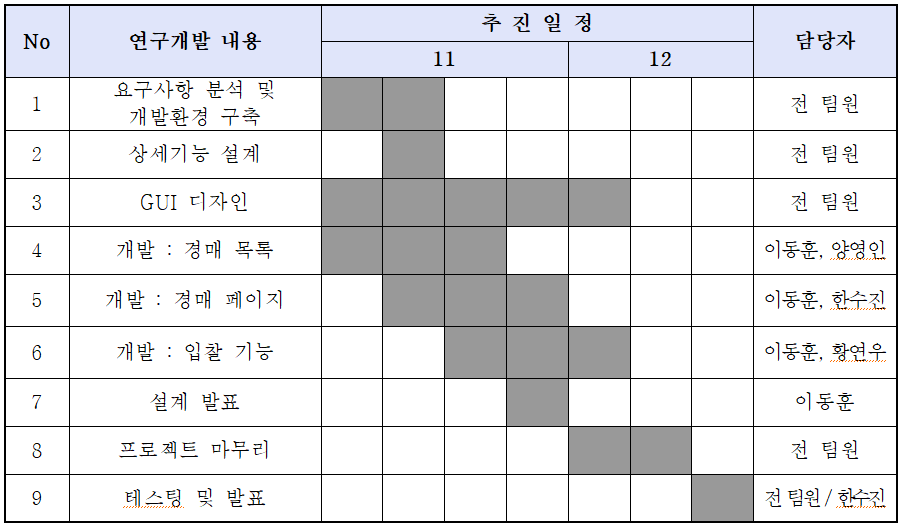 No 연구개발 내용 추 진 일 정 담당자
11 12
1 요구사항 분석 및 전 팀원
개발환경 구축
2 상세기능 설계 전 팀원
3 GUI 디자인 전 팀원
4 개발 : 경매 목록 이동훈, 양영인
5 개발 : 경매 페이지 이동훈, 한수진
6 개발 : 입찰 기능 이동훈, 황연우
7 설계 발표 이동훈
8 프로젝트 마무리 전 팀원
9 테스팅 및 발표 전 팀원 / 한수진